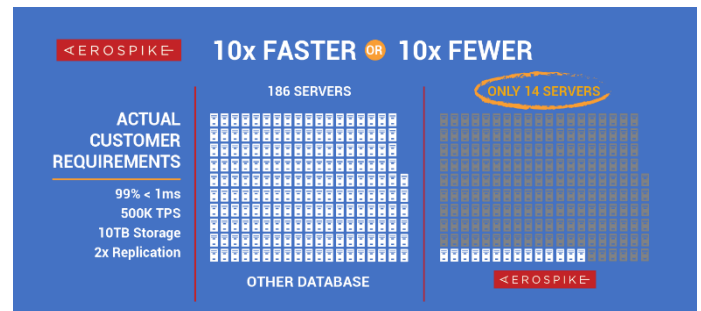 AEROSPIKE
10x FASTER OR 10x FEWER
186 SERVERS
ONLY 14 SERVERS
ACTUAL
CUSTOMER
REQUIREMENTS
99% < 1ms
500K TPS
10TB Storage
2x Replication
OTHER DATABASE
AEROSPIKE